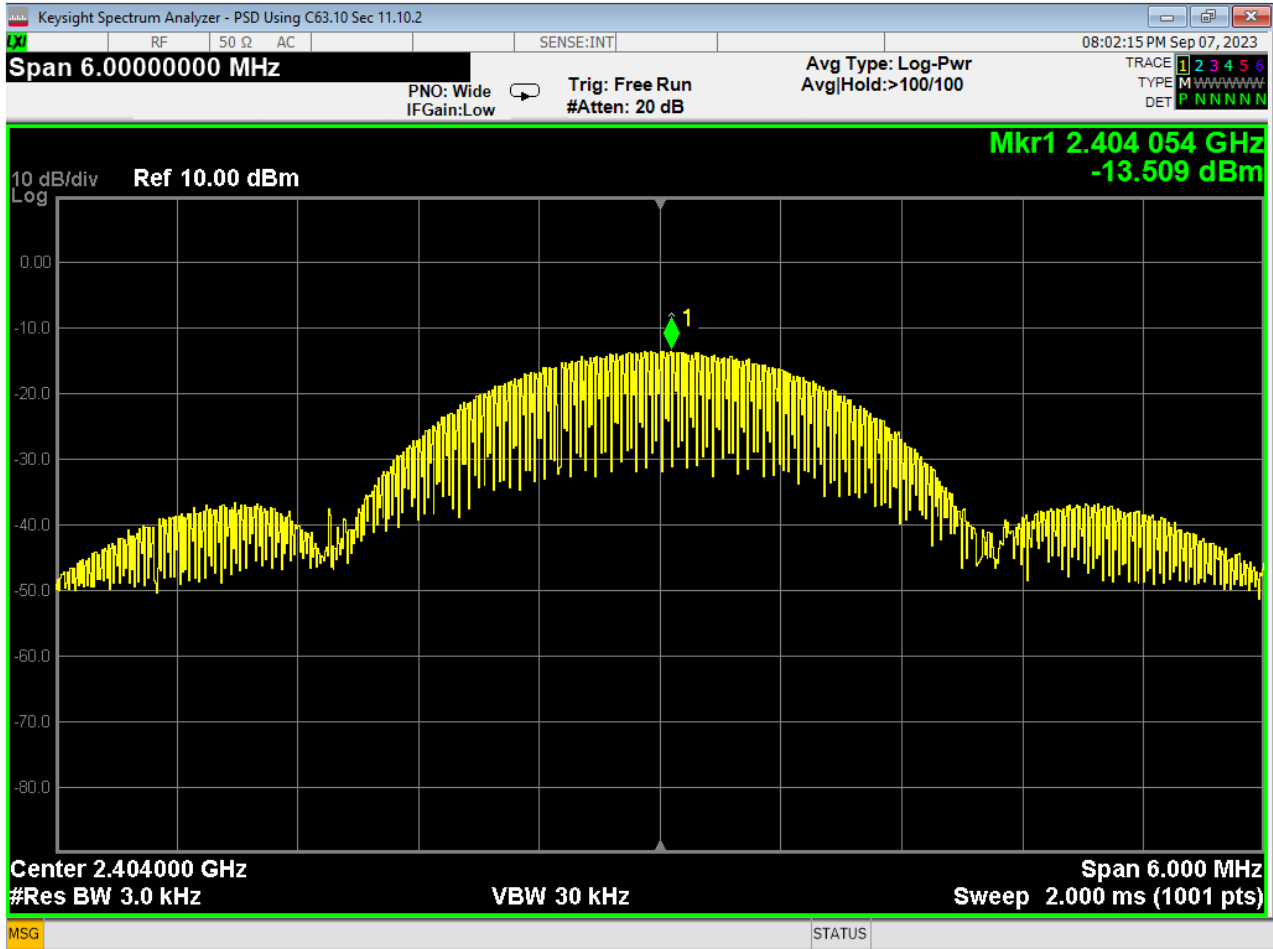 Keysight Spectrum Analyzer - PSD Using C63.10 Sec 11.10.2
LXI RF 50 Ω AC SENSE:INT 08:02:15 PM Sep 07, 2023
Span 6.00000000 MHz
PNO: Wide
IFGain:Low
Trig: Free Run
#Atten: 20 dB
Avg Type: Log-Pwr
Avg|Hold:>100/100
TRACE 1 2 3 4 5 6
TYPE M WWWWW
DET P N N N N N
Mkr1 2.404 054 GHz
-13.509 dBm
10 dB/div Ref 10.00 dBm
Log
0.00
1
-10.0
-20.0
-30.0
-40.0
-50.0
-60.0
-70.0
-80.0
Center 2.404000 GHz Span 6.000 MHz
#Res BW 3.0 kHz VBW 30 kHz Sweep 2.000 ms (1001 pts)
MSG STATUS